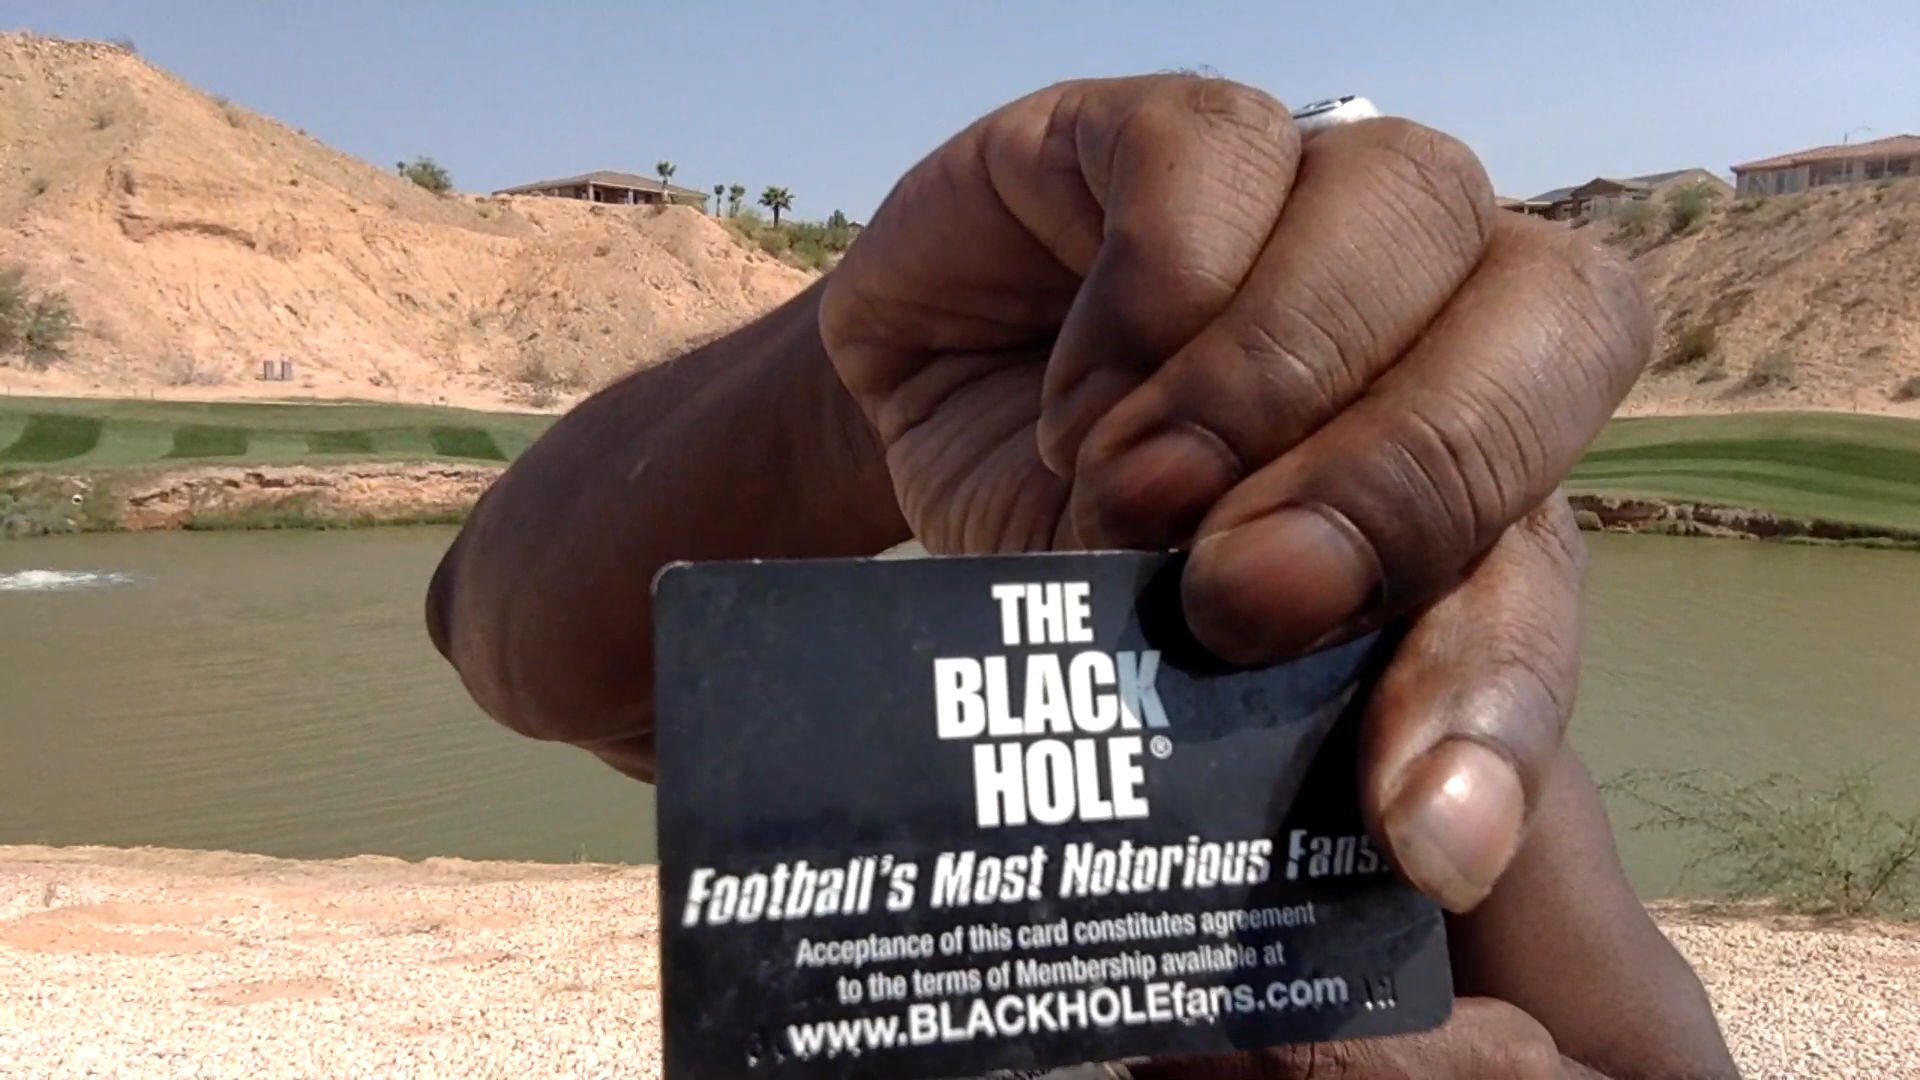 THE
BLACK
HOLE®
Football's Most Notorious Fans.
Acceptance of this card constitutes agreement
to the terms of Membership available at
www.BLACKHOLEfans.com